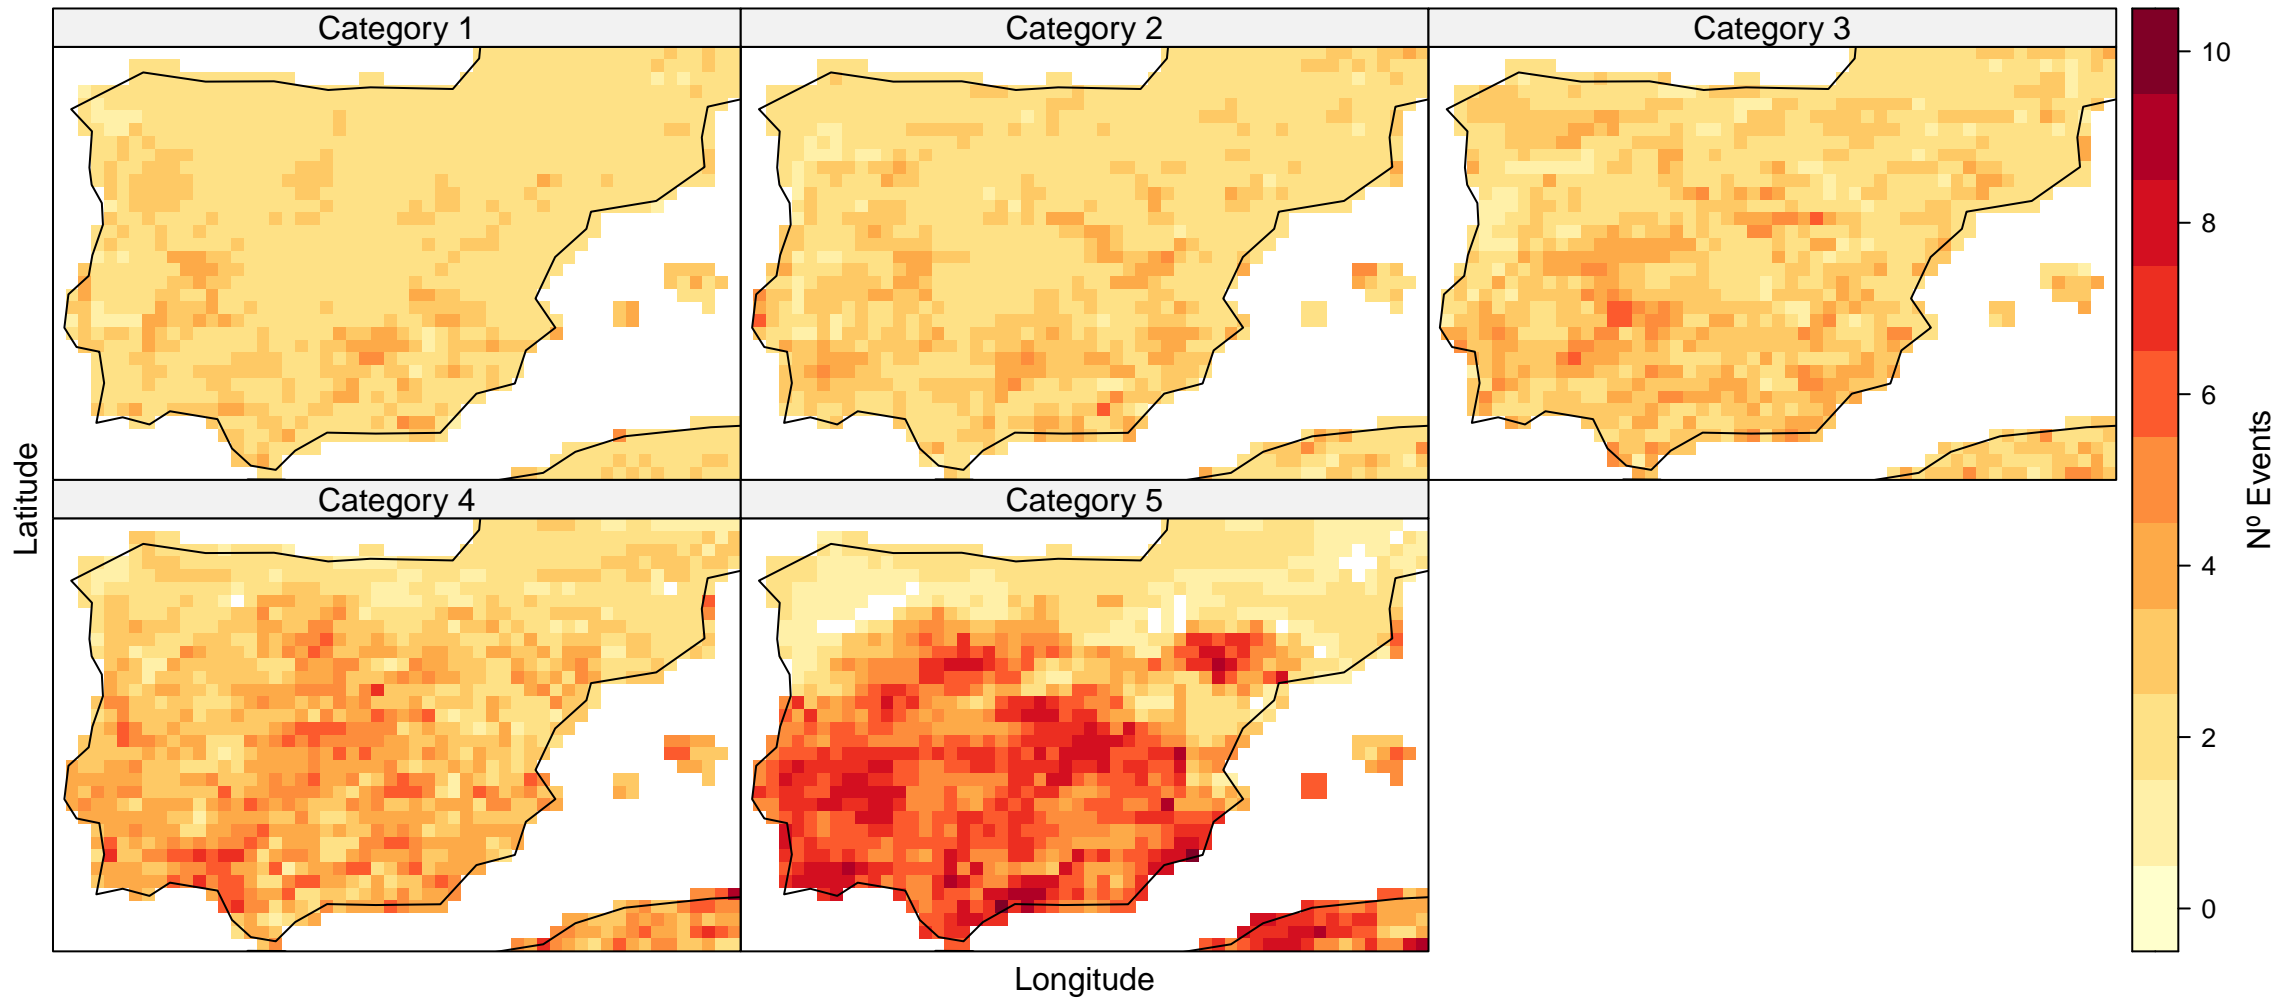 Category 1
Category 2
Category 3
Category 4
Category 5
Latitude
Longitude
10
8
6
4
2
0
Nº Events